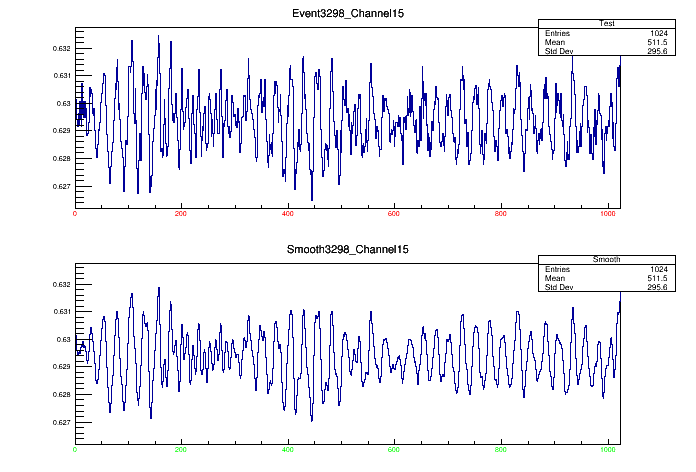 Event3298_Channel15
Test
Entries 1024
Mean 511.5
Std Dev 295.6
0.632
0.631
0.63
0.629
0.628
0.627
0 200 400 600 800 1000
Smooth3298_Channel15
Smooth
Entries 1024
Mean 511.5
Std Dev 295.6
0.632
0.631
0.63
0.629
0.628
0.627
0 200 400 600 800 1000